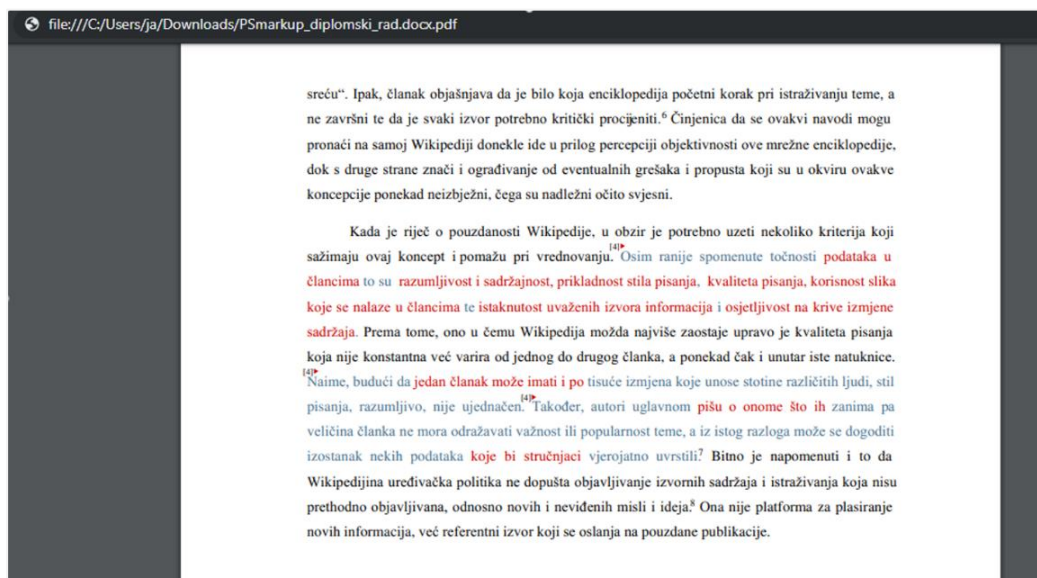 file:///C:/Users/ja/Downloads/PSmarkup_diplomski_rad.docx.pdf
sreću“. Ipak, članak objašnjava da je bilo koja enciklopedija početni korak pri istraživanju teme, a
ne završni te da je svaki izvor potrebno kritički procijeniti.⁶ Činjenica da se ovakvi navodi mogu
pronaći na samoj Wikipediji donekle ide u prilog percepciji objektivnosti ove mrežne enciklopedije,
dok s druge strane znači i ograđivanje od eventualnih grešaka i propusta koji su u okviru ovakve
koncepcije ponekad neizbježni, čega su nadležni očito svjesni.
Kada je riječ o pouzdanosti Wikipedije, u obzir je potrebno uzeti nekoliko kriterija koji
sažimaju ovaj koncept i pomažu pri vrednovanju. [4] Osim ranije spomenute točnosti podataka u
člancima to su razumljivost i sadržajnost, prikladnost stila pisanja, kvaliteta pisanja, korisnost slika
koje se nalaze u člancima te istaknutost uvaženih izvora informacija i osjetljivost na krive izmjene
sadržaja. Prema tome, ono u čemu Wikipedija možda najviše zaostaje upravo je kvaliteta pisanja
koja nije konstantna već varira od jednog do drugog članka, a ponekad čak i unutar iste natuknice.
[4] Naime, budući da jedan članak može imati i po tisuće izmjena koje unose stotine različitih ljudi, stil
pisanja, razumljivo, nije ujednačen. [4] Također, autori uglavnom pišu o onome što ih zanima pa
veličina članka ne mora odražavati važnost ili popularnost teme, a iz istog razloga može se dogoditi
izostanak nekih podataka koje bi stručnjaci vjerojatno uvrstili.⁷ Bitno je napomenuti i to da
Wikipedijina uređivačka politika ne dopušta objavljivanje izvornih sadržaja i istraživanja koja nisu
prethodno objavljivana, odnosno novih i neviđenih misli i ideja.⁸ Ona nije platforma za plasiranje
novih informacija, već referentni izvor koji se oslanja na pouzdane publikacije.